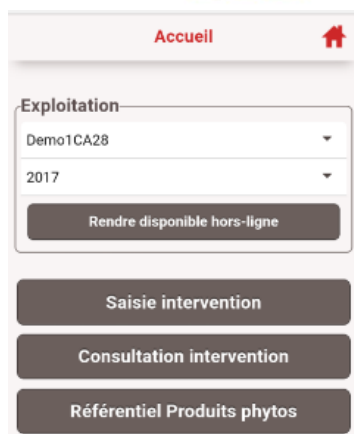 Accueil
Exploitation
Demo1CA28
2017
Rendre disponible hors-ligne
Saisie intervention
Consultation intervention
Référentiel Produits phytos